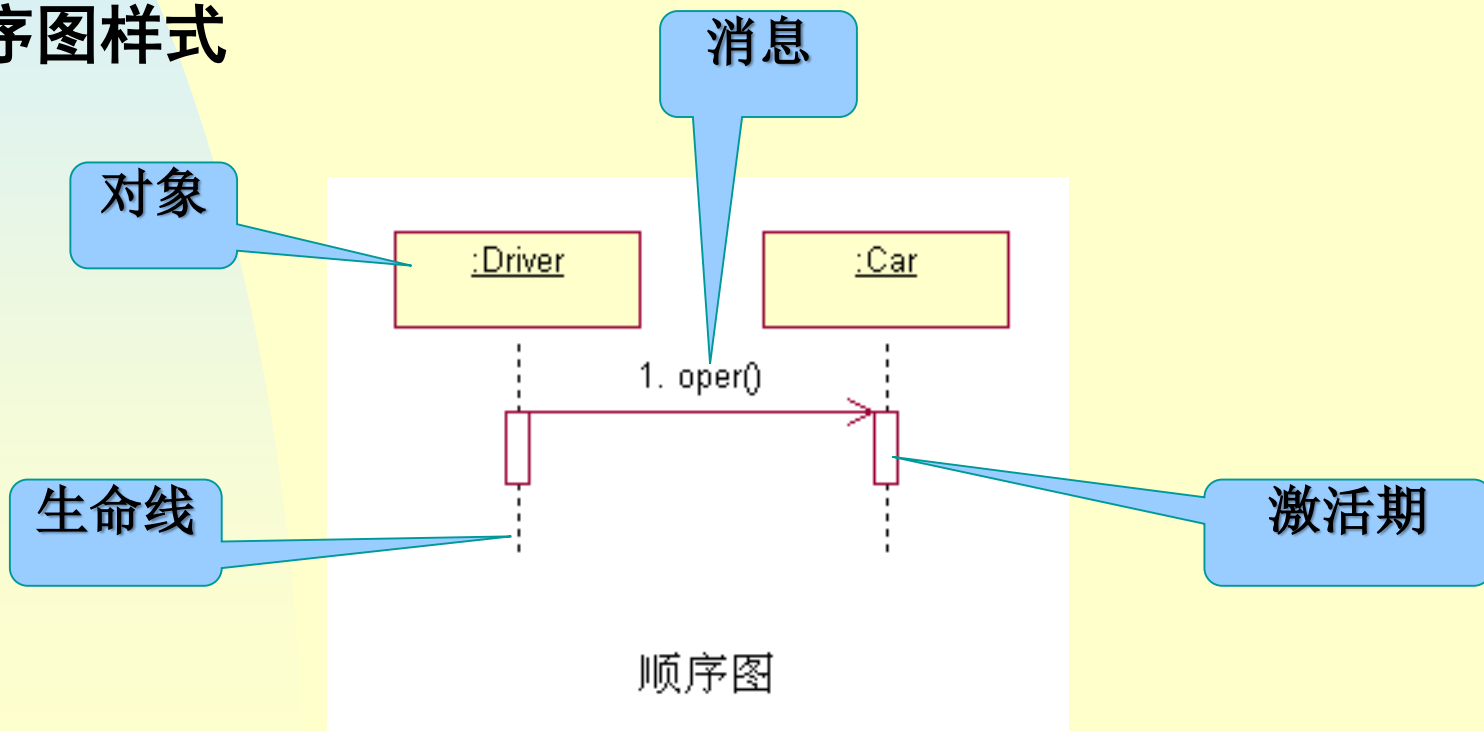 序图样式
消息
对象
:Driver
:Car
1. oper()
生命线
激活期
顺序图